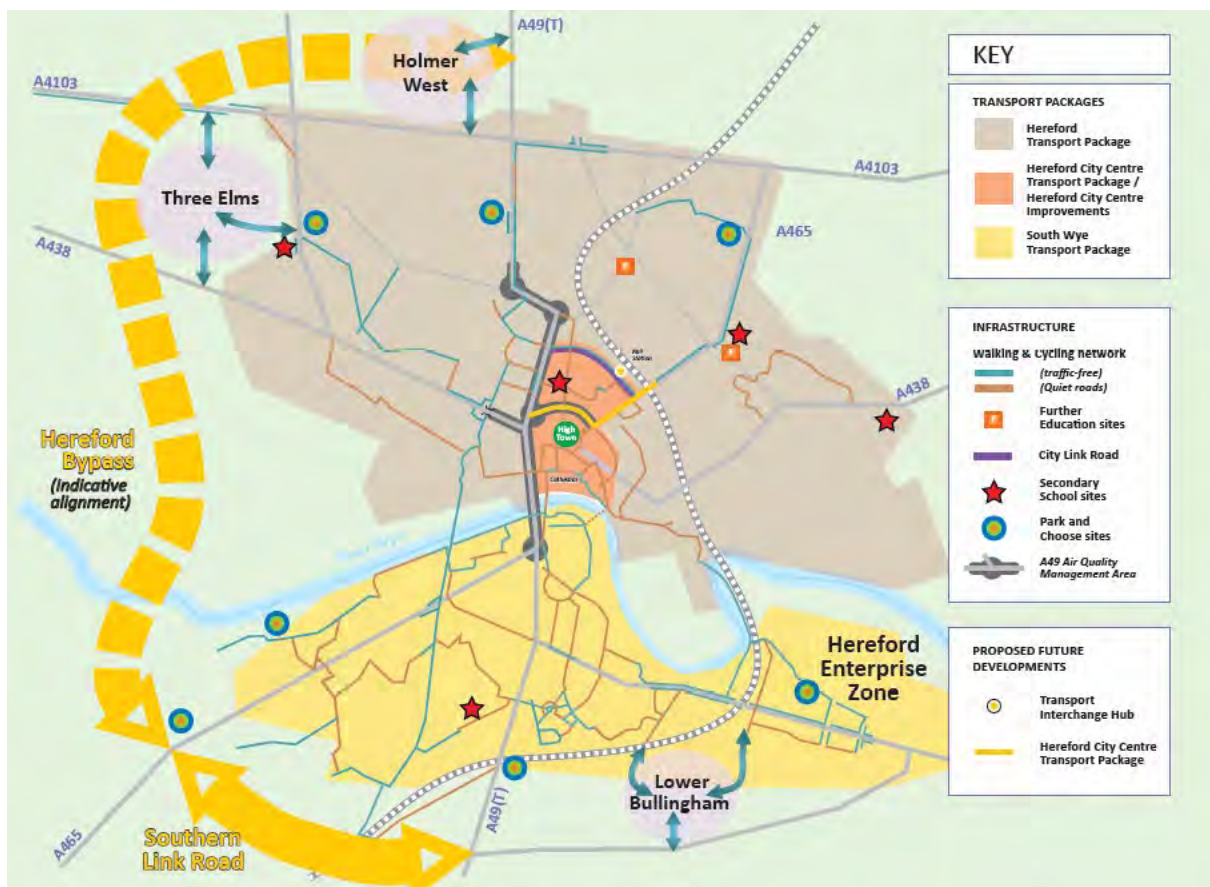 A49(T)
Holmer
West
A4103
Three Elms
A438
A4103
A465
A438
High
Town
Cathedral
Hereford
Bypass
(Indicative
alignment)
Hereford
Enterprise
Zone
Lower
Bullingham
A49(T)
A465
Southern
Link Road
KEY
TRANSPORT PACKAGES
Hereford
Transport Package
Hereford City Centre
Transport Package /
Hereford City Centre
Improvements
South Wye
Transport Package
INFRASTRUCTURE
Walking & Cycling network
(traffic-free)
(Quiet roads)
Further
Education sites
City Link Road
Secondary
School sites
Park and
Choose sites
A49 Air Quality
Management Area
PROPOSED FUTURE
DEVELOPMENTS
Transport
Interchange Hub
Hereford City Centre
Transport Package